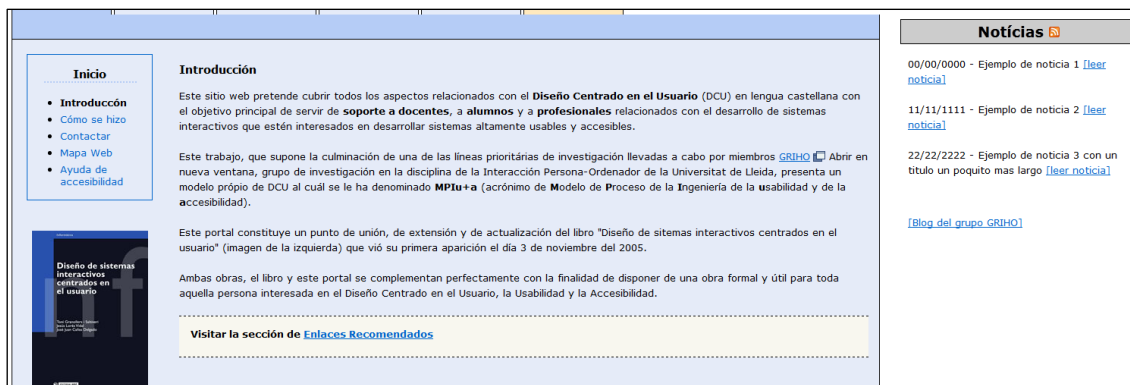 Inicio
Introduccón
Cómo se hizo
Contactar
Mapa Web
Ayuda de
accesibilidad
Diseño de sistemas
interactivos
centrados en
el usuario
Introducción
Este sitio web pretende cubrir todos los aspectos relacionados con el Diseño Centrado en el Usuario (DCU) en lengua castellana con
el objetivo principal de servir de soporte a docentes, a alumnos y a profesionales relacionados con el desarrollo de sistemas
interactivos que estén interesados en desarrollar sistemas altamente usables y accesibles.
Este trabajo, que supone la culminación de una de las líneas prioritárias de investigación llevadas a cabo por miembros GRIHO Abrir en
nueva ventana, grupo de investigación en la disciplina de la Interacción Persona-Ordenador de la Universitat de Lleida, presenta un
modelo própio de DCU al cuál se le ha denominado MPIu+a (acrónimo de Modelo de Proceso de la Ingeniería de la usabilidad y de la
accesibilidad).
Este portal constituye un punto de unión, de extensión y de actualización del libro "Diseño de sitemas interactivos centrados en el
usuario" (imagen de la izquierda) que vió su primera aparición el día 3 de noviembre del 2005.
Ambas obras, el libro y este portal se complementan perfectamente con la finalidad de disponer de una obra formal y útil para toda
aquella persona interesada en el Diseño Centrado en el Usuario, la Usabilidad y la Accesibilidad.
Visitar la sección de Enlaces Recomendados
Notícias
00/00/0000 - Ejemplo de noticia 1 [leer
noticia]
11/11/1111 - Ejemplo de noticia 2 [leer
noticia]
22/22/2222 - Ejemplo de noticia 3 con un
titulo un poquito mas largo [leer noticia]
[Blog del grupo GRIHO]